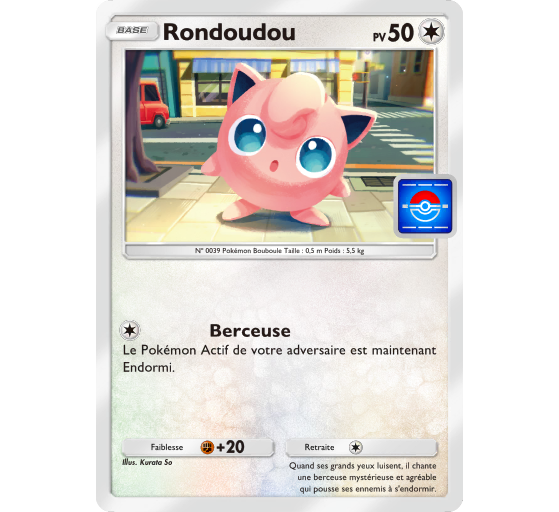 BASE Rondoudou PV 50
N° 0039 Pokémon Bouboule Taille : 0,5 m Poids : 5,5 kg
Berceuse
Le Pokémon Actif de votre adversaire est maintenant
Endormi.
Faiblesse +20 Retraite
Illus. Kurata So
Quand ses grands yeux luisent, il chante
une berceuse mystérieuse et agréable
qui pousse ses ennemis à s'endormir.